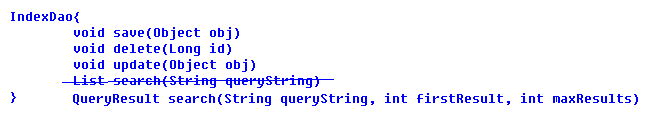 IndexDao{
void save(Object obj)
void delete(Long id)
void update(Object obj)
List search(String queryString)
} QueryResult search(String queryString, int firstResult, int maxResults)